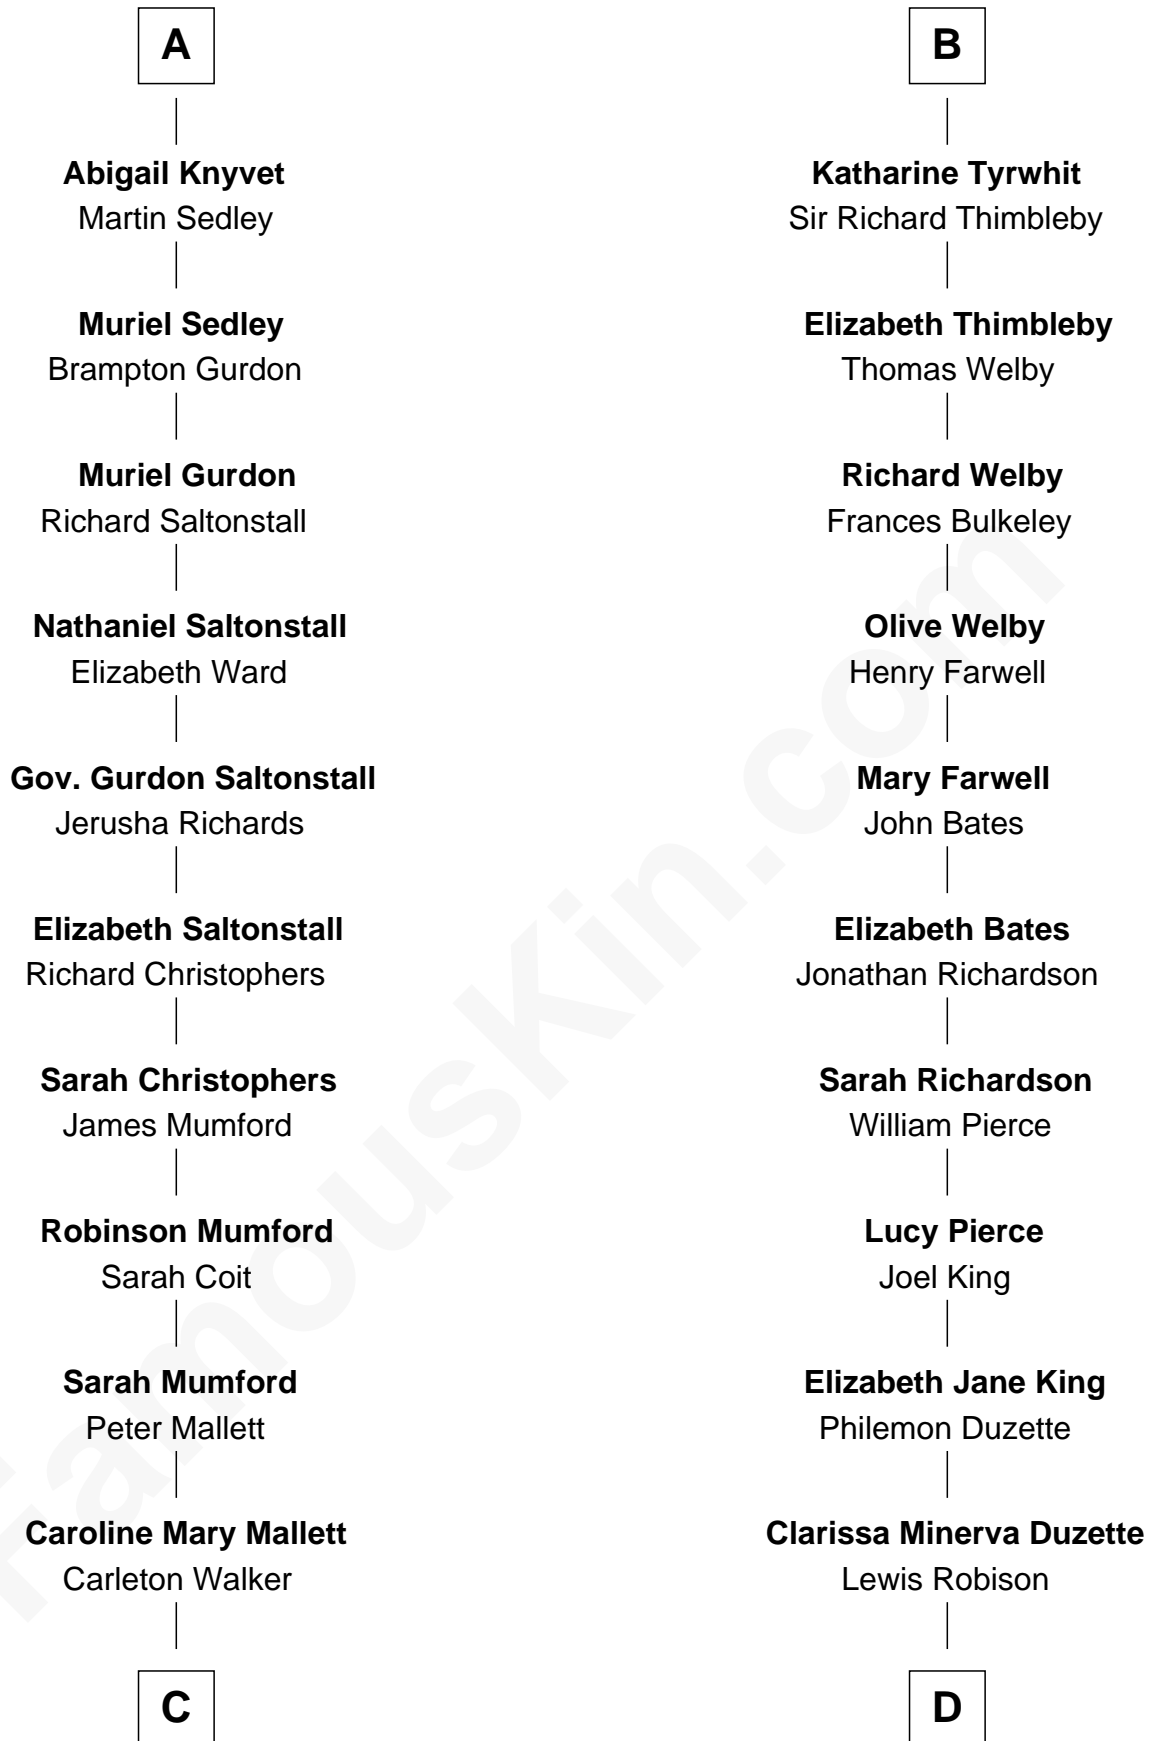 A
Abigail Knyvet
Martin Sedley
Muriel Sedley
Brampton Gurdon
Muriel Gurdon
Richard Saltonstall
Nathaniel Saltonstall
Elizabeth Ward
Gov. Gurdon Saltonstall
Jerusha Richards
Elizabeth Saltonstall
Richard Christophers
Sarah Christophers
James Mumford
Robinson Mumford
Sarah Coit
Sarah Mumford
Peter Mallett
Caroline Mary Mallett
Carleton Walker
C
B
Katharine Tyrwhit
Sir Richard Thimbleby
Elizabeth Thimbleby
Thomas Welby
Richard Welby
Frances Bulkeley
Olive Welby
Henry Farwell
Mary Farwell
John Bates
Elizabeth Bates
Jonathan Richardson
Sarah Richardson
William Pierce
Lucy Pierce
Joel King
Elizabeth Jane King
Philemon Duzette
Clarissa Minerva Duzette
Lewis Robison
D
FamousKin.com